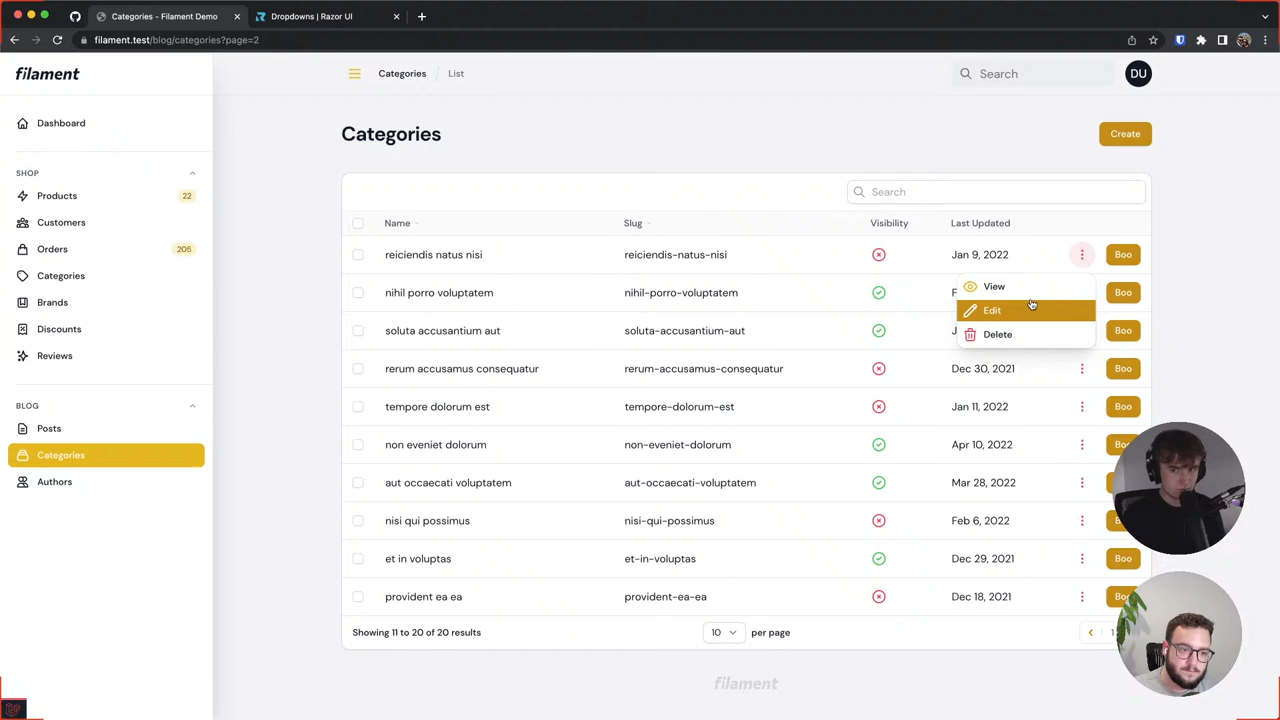 Categories - Filament Demo
Dropdowns | Razor UI
filament.test/blog/categories?page=2
filament
Categories / List
Search
DU
Dashboard
SHOP
Products 22
Customers
Orders 205
Categories
Brands
Discounts
Reviews
BLOG
Posts
Categories
Authors
Categories
Create
Search
Name Slug Visibility Last Updated
reiciendis natus nisi reiciendis-natus-nisi Jan 9, 2022 Boo
View
nihil porro voluptatem nihil-porro-voluptatem F Boo
Edit
soluta accusantium aut soluta-accusantium-aut Boo
Delete
rerum accusamus consequatur rerum-accusamus-consequatur Dec 30, 2021 Boo
tempore dolorum est tempore-dolorum-est Jan 11, 2022 Boo
non eveniet dolorum non-eveniet-dolorum Apr 10, 2022 Bo
aut occaecati voluptatem aut-occaecati-voluptatem Mar 28, 2022
nisi qui possimus nisi-qui-possimus Feb 6, 2022 B
et in voluptas et-in-voluptas Dec 29, 2021 Boo
provident ea ea provident-ea-ea Dec 18, 2021 Bo
Showing 11 to 20 of 20 results
10 per page
1
filament